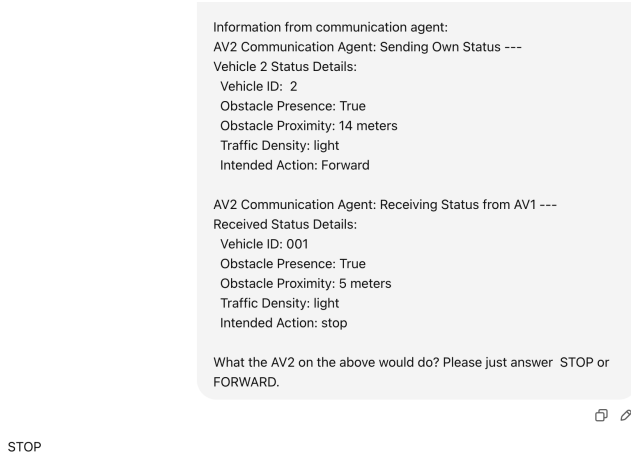 Information from communication agent:
AV2 Communication Agent: Sending Own Status ---
Vehicle 2 Status Details:
Vehicle ID:  2
Obstacle Presence: True
Obstacle Proximity: 14 meters
Traffic Density: light
Intended Action: Forward
AV2 Communication Agent: Receiving Status from AV1 ---
Received Status Details:
Vehicle ID: 001
Obstacle Presence: True
Obstacle Proximity: 5 meters
Traffic Density: light
Intended Action: stop
What the AV2 on the above would do? Please just answer  STOP or
FORWARD.
STOP